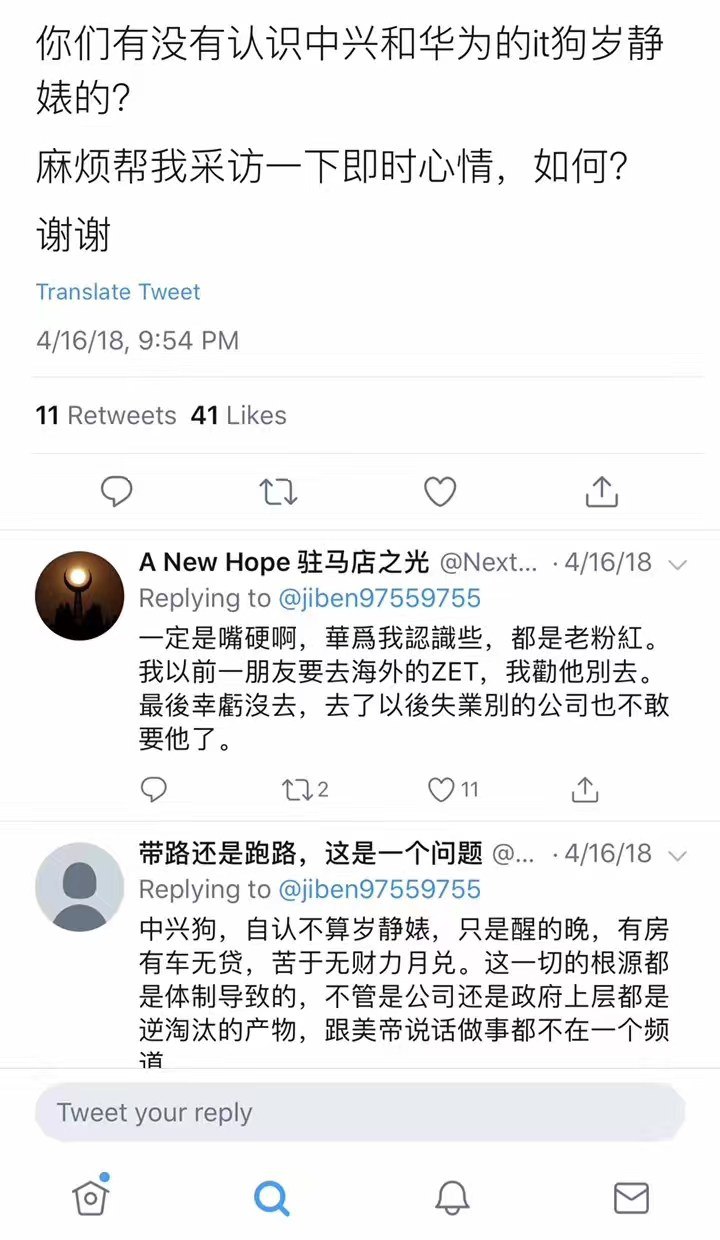 你们有没有认识中兴和华为的it狗岁静
婊的?
麻烦帮我采访一下即时心情，如何?
谢谢
Translate Tweet
4/16/18, 9:54 PM
11 Retweets 41 Likes
A New Hope 驻马店之光 @Next... · 4/16/18
Replying to @jiben97559755
一定是嘴硬啊，華爲我認識些，都是老粉紅。
我以前一朋友要去海外的ZET，我勸他別去。
最後幸虧沒去，去了以後失業別的公司也不敢
要他了。
2 11
带路还是跑路，这是一个问题 @... · 4/16/18
Replying to @jiben97559755
中兴狗，自认不算岁静婊，只是醒的晚，有房
有车无贷，苦于无财力月兑。这一切的根源都
是体制导致的，不管是公司还是政府上层都是
逆淘汰的产物，跟美帝说话做事都不在一个频
道
Tweet your reply